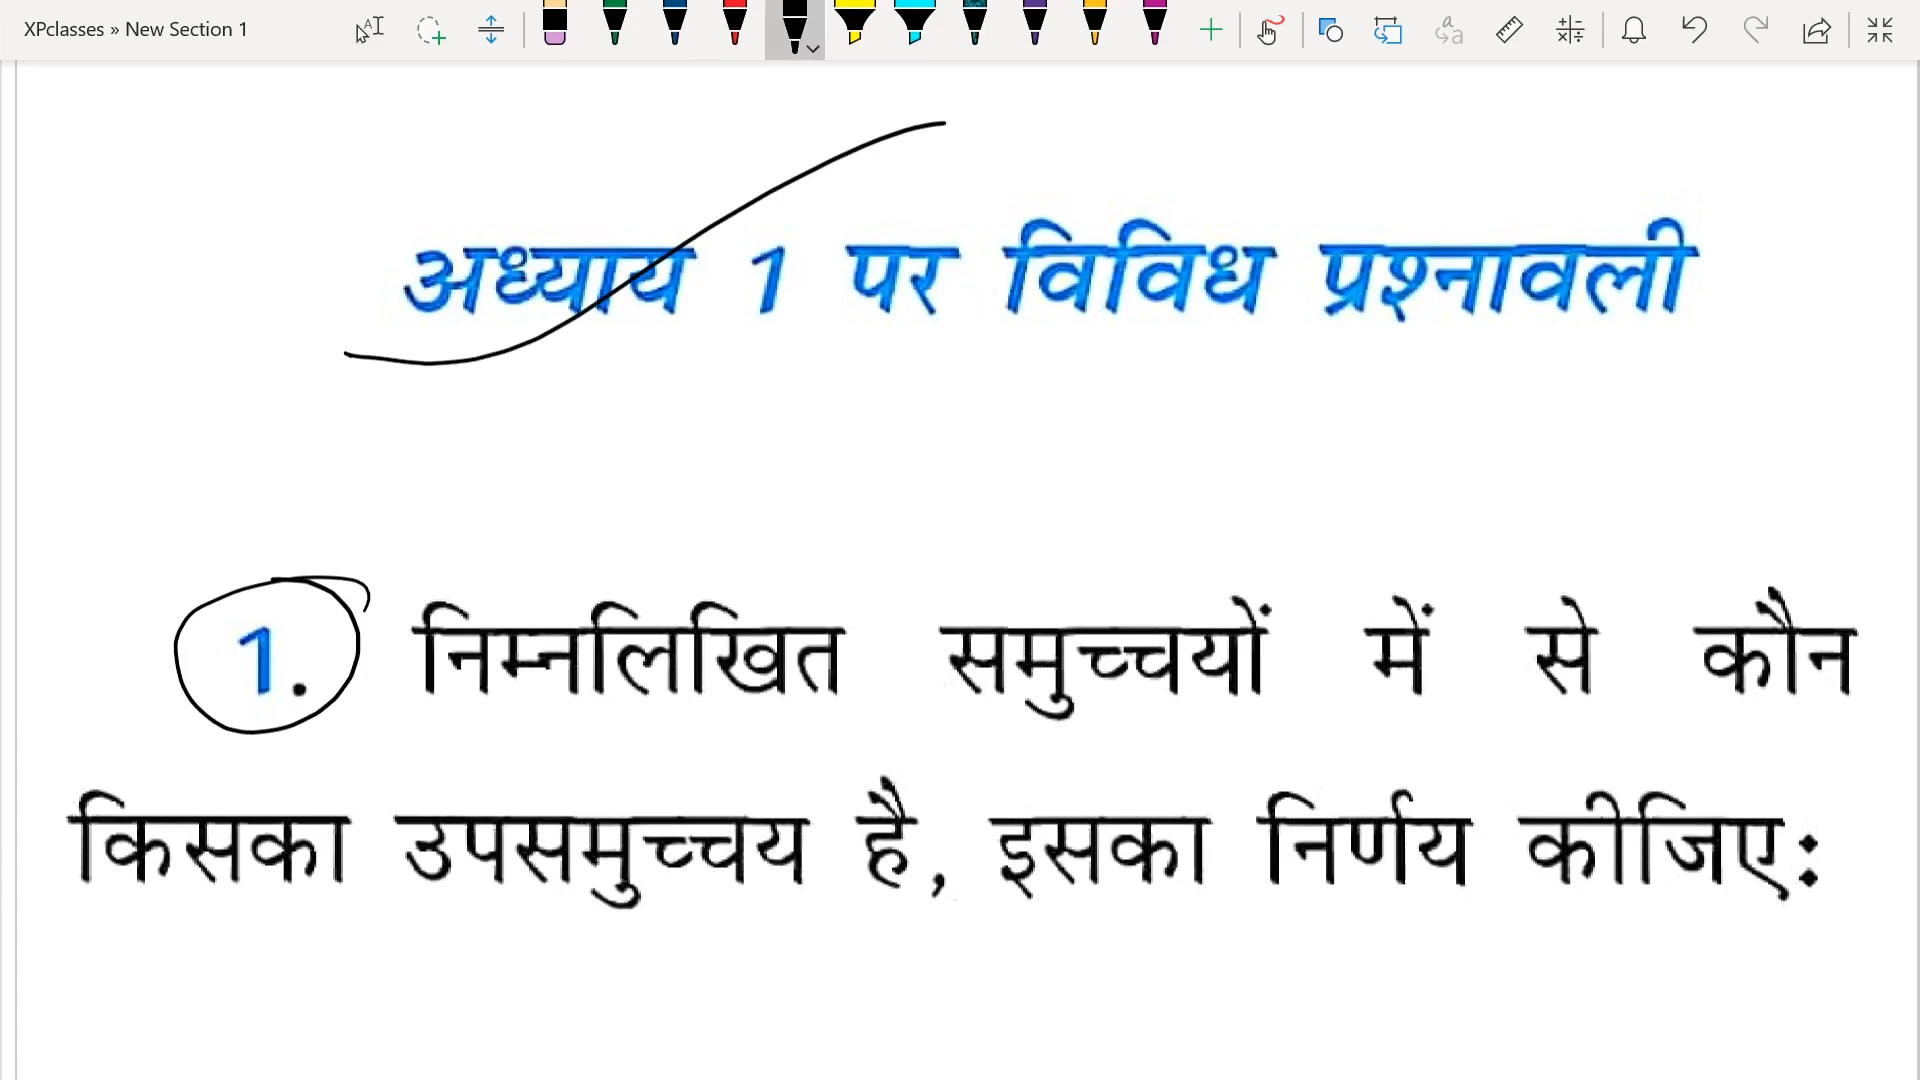 XPclasses » New Section 1
अध्याय 1 पर विविध प्रश्नावली
1. निम्नलिखित समुच्चयों में से कौन
किसका उपसमुच्चय है, इसका निर्णय कीजिए: